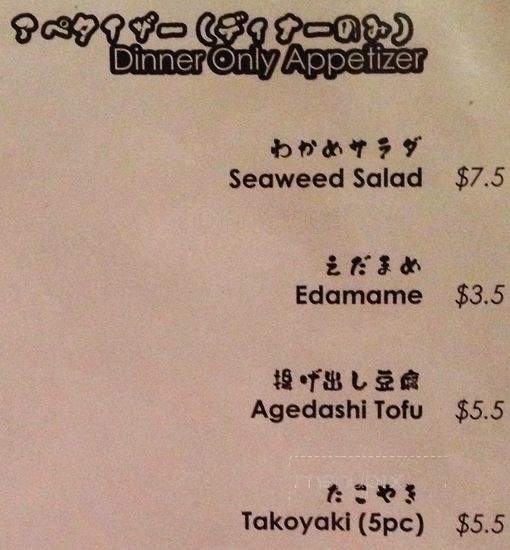 アペタイザー(ディナーのみ)
Dinner Only Appetizer
わかめサラダ
Seaweed Salad $7.5
えだまめ
Edamame $3.5
揚げ出し豆腐
Agedashi Tofu $5.5
たこやき
Takoyaki (5pc) $5.5